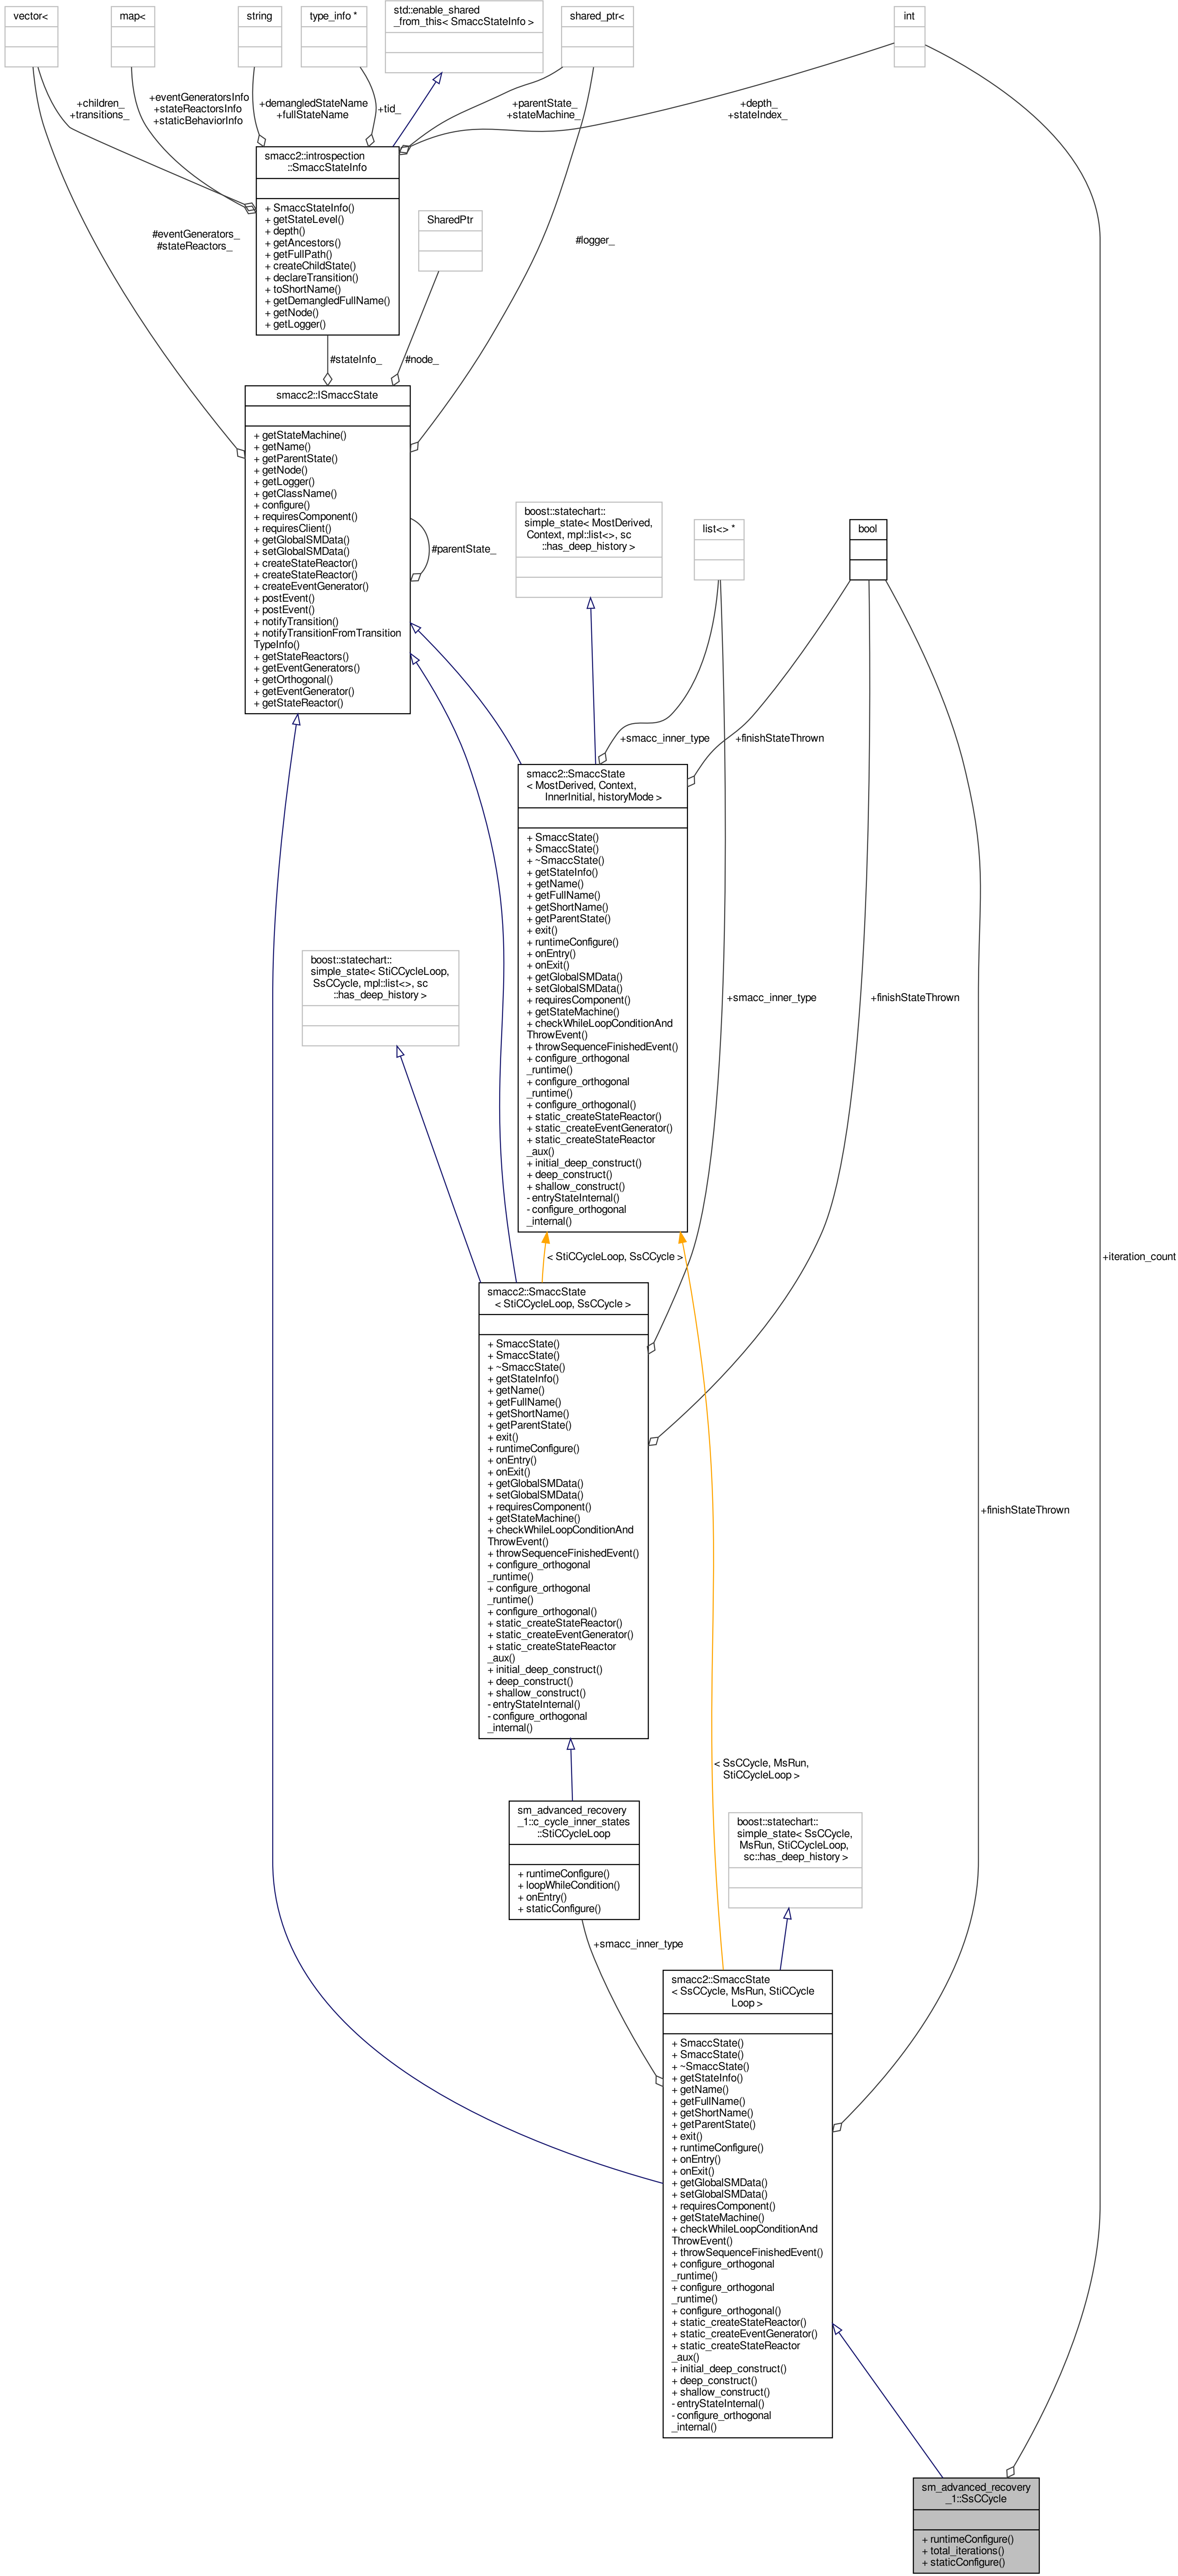 vector<
map<
string
type_info *
std::enable_shared
_from_this< SmaccStateInfo >
shared_ptr<
int
+children_
+transitions_
+eventGeneratorsInfo
+stateReactorsInfo
+staticBehaviorInfo
+demangledStateName
+fullStateName
+tid_
+parentState_
+stateMachine_
+depth_
+stateIndex_
smacc2::introspection
::SmaccStateInfo
+ SmaccStateInfo()
+ getStateLevel()
+ depth()
+ getAncestors()
+ getFullPath()
+ createChildState()
+ declareTransition()
+ toShortName()
+ getDemangledFullName()
+ getNode()
+ getLogger()
SharedPtr
#eventGenerators_
#stateReactors_
#logger_
#stateInfo_
#node_
smacc2::ISmaccState
+ getStateMachine()
+ getName()
+ getParentState()
+ getNode()
+ getLogger()
+ getClassName()
+ configure()
+ requiresComponent()
+ requiresClient()
+ getGlobalSMData()
+ setGlobalSMData()
+ createStateReactor()
+ createStateReactor()
+ createEventGenerator()
+ postEvent()
+ postEvent()
+ notifyTransition()
+ notifyTransitionFromTransition
TypeInfo()
+ getStateReactors()
+ getEventGenerators()
+ getOrthogonal()
+ getEventGenerator()
+ getStateReactor()
#parentState_
boost::statechart::
simple_state< MostDerived,
Context, mpl::list<>, sc
::has_deep_history >
list<> *
bool
+smacc_inner_type
+finishStateThrown
smacc2::SmaccState
< MostDerived, Context,
InnerInitial, historyMode >
+ SmaccState()
+ SmaccState()
+ ~SmaccState()
+ getStateInfo()
+ getName()
+ getFullName()
+ getShortName()
+ getParentState()
+ exit()
+ runtimeConfigure()
+ onEntry()
+ onExit()
+ getGlobalSMData()
+ setGlobalSMData()
+ requiresComponent()
+ getStateMachine()
+ checkWhileLoopConditionAnd
ThrowEvent()
+ throwSequenceFinishedEvent()
+ configure_orthogonal
_runtime()
+ configure_orthogonal
_runtime()
+ configure_orthogonal()
+ static_createStateReactor()
+ static_createEventGenerator()
+ static_createStateReactor
_aux()
+ initial_deep_construct()
+ deep_construct()
+ shallow_construct()
- entryStateInternal()
- configure_orthogonal
_internal()
boost::statechart::
simple_state< StiCCycleLoop,
SsCCycle, mpl::list<>, sc
::has_deep_history >
+smacc_inner_type
+finishStateThrown
< StiCCycleLoop, SsCCycle >
+iteration_count
smacc2::SmaccState
< StiCCycleLoop, SsCCycle >
+ SmaccState()
+ SmaccState()
+ ~SmaccState()
+ getStateInfo()
+ getName()
+ getFullName()
+ getShortName()
+ getParentState()
+ exit()
+ runtimeConfigure()
+ onEntry()
+ onExit()
+ getGlobalSMData()
+ setGlobalSMData()
+ requiresComponent()
+ getStateMachine()
+ checkWhileLoopConditionAnd
ThrowEvent()
+ throwSequenceFinishedEvent()
+ configure_orthogonal
_runtime()
+ configure_orthogonal
_runtime()
+ configure_orthogonal()
+ static_createStateReactor()
+ static_createEventGenerator()
+ static_createStateReactor
_aux()
+ initial_deep_construct()
+ deep_construct()
+ shallow_construct()
- entryStateInternal()
- configure_orthogonal
_internal()
+finishStateThrown
< SsCCycle, MsRun,
StiCCycleLoop >
sm_advanced_recovery
_1::c_cycle_inner_states
::StiCCycleLoop
+ runtimeConfigure()
+ loopWhileCondition()
+ onEntry()
+ staticConfigure()
boost::statechart::
simple_state< SsCCycle,
MsRun, StiCCycleLoop,
sc::has_deep_history >
+smacc_inner_type
smacc2::SmaccState
< SsCCycle, MsRun, StiCCycle
Loop >
+ SmaccState()
+ SmaccState()
+ ~SmaccState()
+ getStateInfo()
+ getName()
+ getFullName()
+ getShortName()
+ getParentState()
+ exit()
+ runtimeConfigure()
+ onEntry()
+ onExit()
+ getGlobalSMData()
+ setGlobalSMData()
+ requiresComponent()
+ getStateMachine()
+ checkWhileLoopConditionAnd
ThrowEvent()
+ throwSequenceFinishedEvent()
+ configure_orthogonal
_runtime()
+ configure_orthogonal
_runtime()
+ configure_orthogonal()
+ static_createStateReactor()
+ static_createEventGenerator()
+ static_createStateReactor
_aux()
+ initial_deep_construct()
+ deep_construct()
+ shallow_construct()
- entryStateInternal()
- configure_orthogonal
_internal()
sm_advanced_recovery
_1::SsCCycle
+ runtimeConfigure()
+ total_iterations()
+ staticConfigure()